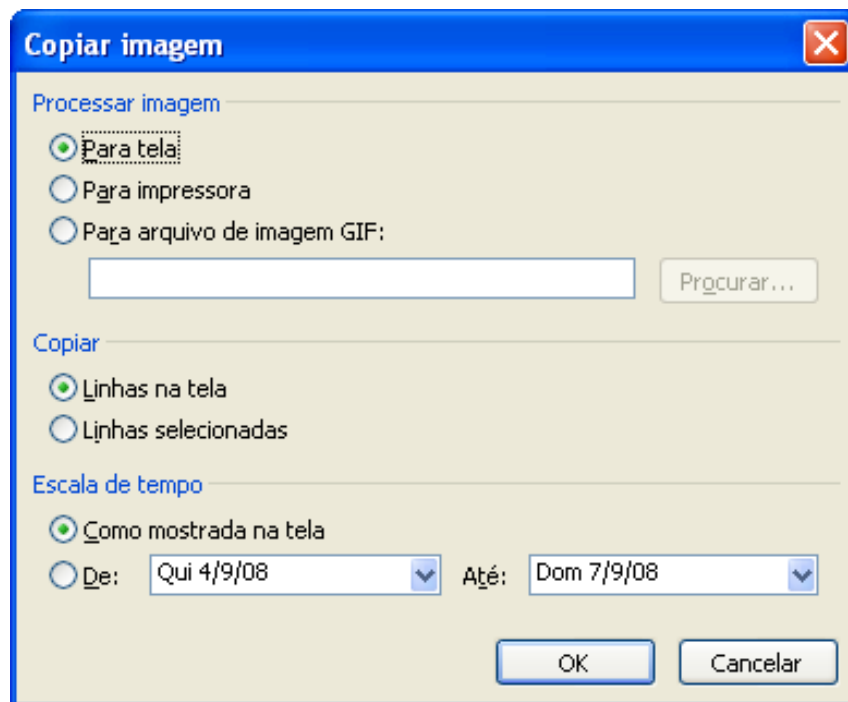 Copiar imagem
Processar imagem
Para tela
Para impressora
Para arquivo de imagem GIF:
Procurar...
Copiar
Linhas na tela
Linhas selecionadas
Escala de tempo
Como mostrada na tela
De: Qui 4/9/08 Até: Dom 7/9/08
OK Cancelar